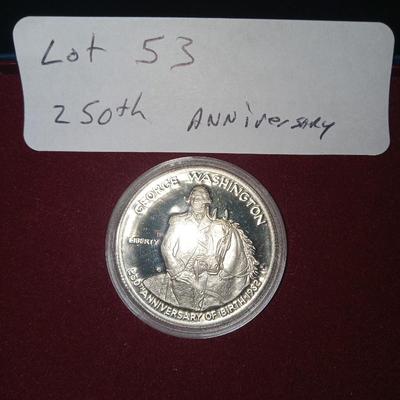 Lot 53
250th ANNiversARy
GEORGE WASHINGTON
LIBERTY
250TH ANNIVERSARY OF BIRTH 1982